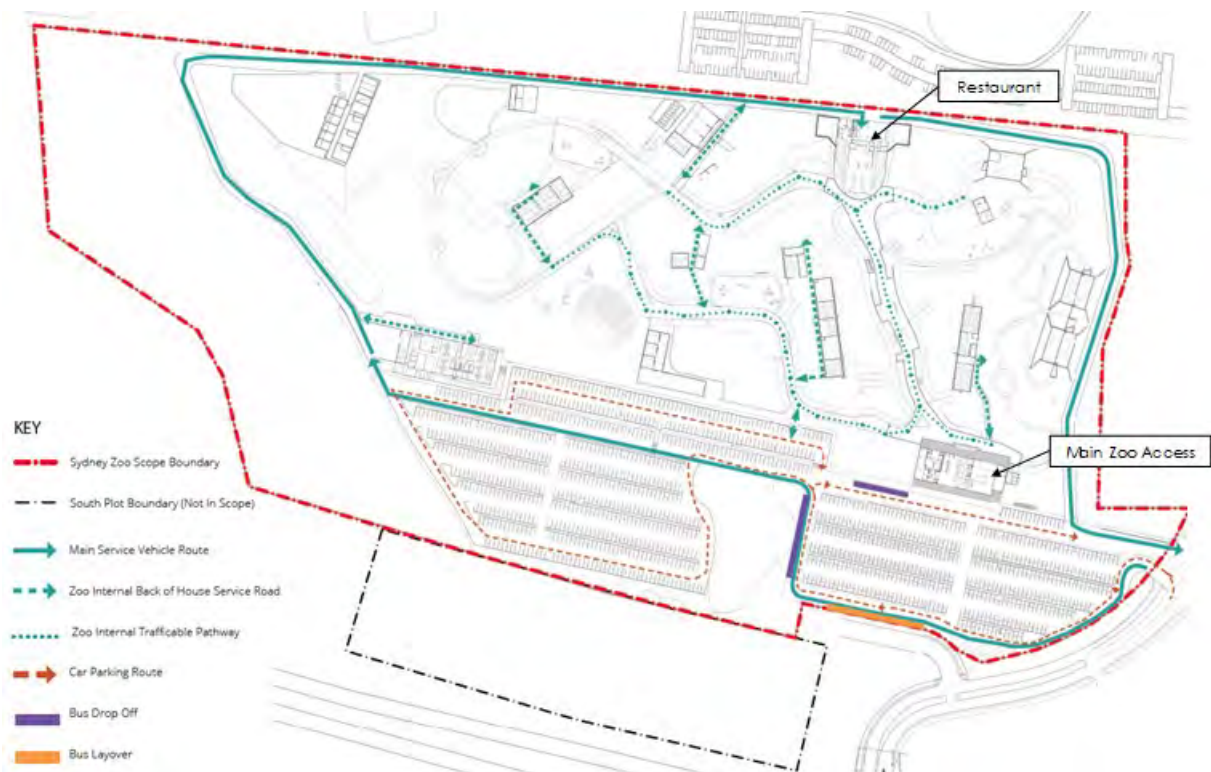 Restaurant
Main Zoo Access
KEY
Sydney Zoo Scope Boundary
South Plot Boundary (Not In Scope)
Main Service Vehicle Route
Zoo Internal Back of House Service Road
Zoo Internal Trafficable Pathway
Car Parking Route
Bus Drop Off
Bus Layover